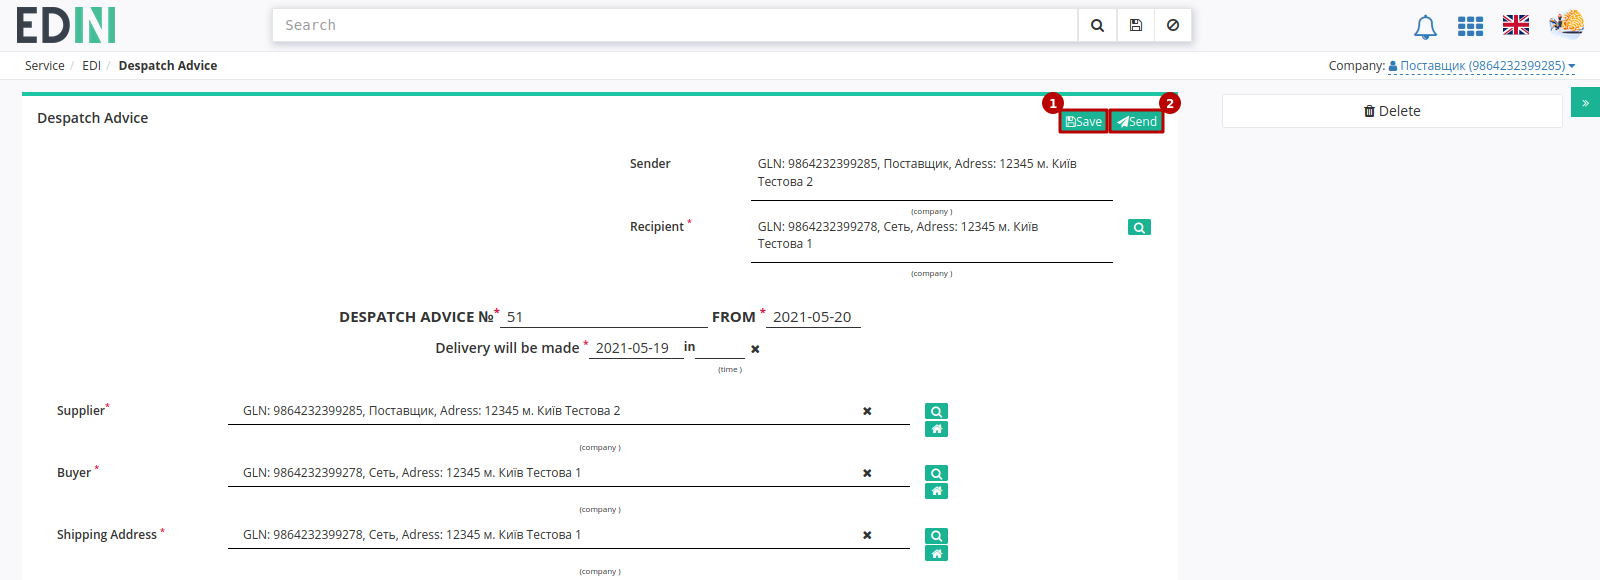 EDIN
Search
Service / EDI / Despatch Advice
Company: Поставщик (9864232399285)
»
Delete
1
2
Despatch Advice
Save
Send
Sender
GLN: 9864232399285, Поставщик, Adress: 12345 м. Київ
Тестова 2
(company )
Recipient *
GLN: 9864232399278, Сеть, Adress: 12345 м. Київ
Тестова 1
(company )
DESPATCH ADVICE №* 51 FROM * 2021-05-20
Delivery will be made * 2021-05-19 in
(time )
Supplier*
GLN: 9864232399285, Поставщик, Adress: 12345 м. Київ Тестова 2
(company )
Buyer *
GLN: 9864232399278, Сеть, Adress: 12345 м. Київ Тестова 1
(company )
Shipping Address *
GLN: 9864232399278, Сеть, Adress: 12345 м. Київ Тестова 1
(company )